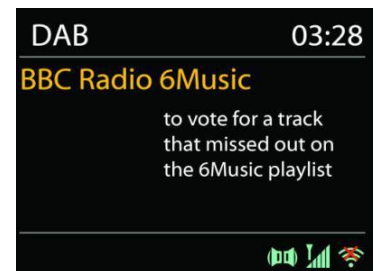 DAB 03:28
BBC Radio 6Music
to vote for a track
that missed out on
the 6Music playlist